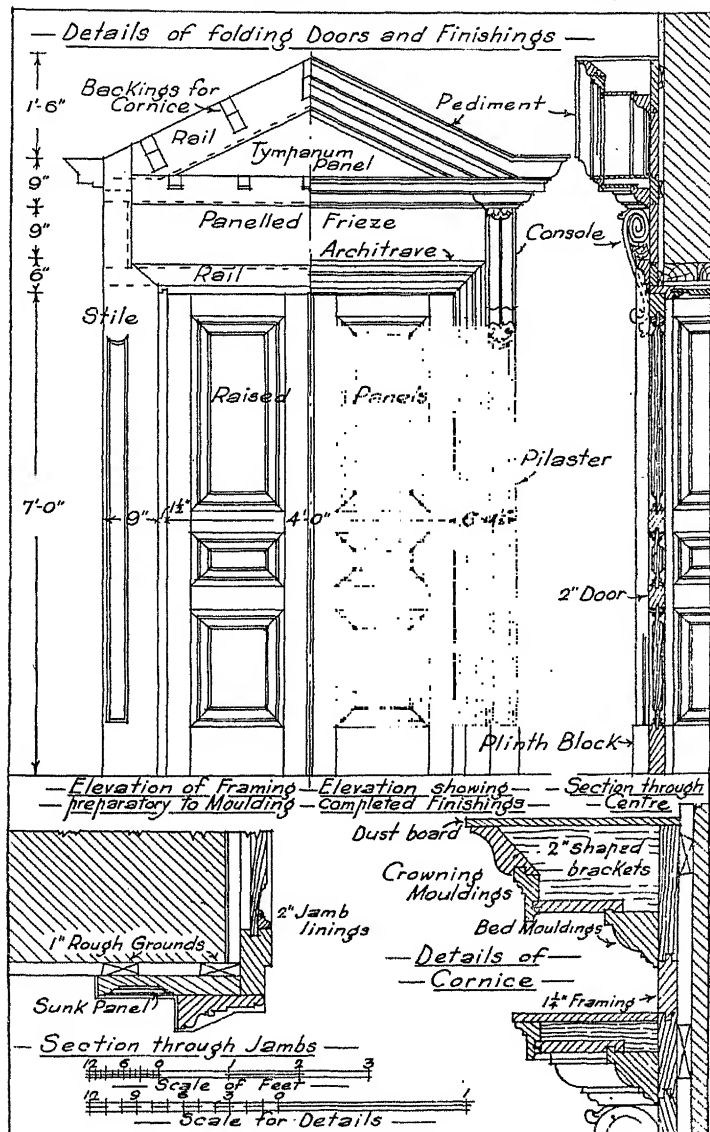 — Details of folding Doors and Finishings —
1'-6"
Backings for
Cornice
Pediment
Rail
Tympanum
Panel
9"
9"
Panelled Frieze
Console
Architrave
6"
Rail
Stile
Raised Panels
Pilaster
7'-0"
9"
1½"
4'-0"
2" Door
Plinth Block
— Elevation of Framing —
— preparatory to Moulding —
Elevation showing —
completed Finishings —
Section through —
Centre —
Dust board
2" shaped
brackets
Crowning
Mouldings
2" Jamb
linings
Bed Mouldings
1" Rough Grounds
— Details of —
— Cornice —
Sunk Panel
1¼" Framing
— Section through Jambs —
12 6 0 1 2 3
— Scale of Feet —
12 9 6 3 0 1
— Scale for Details —